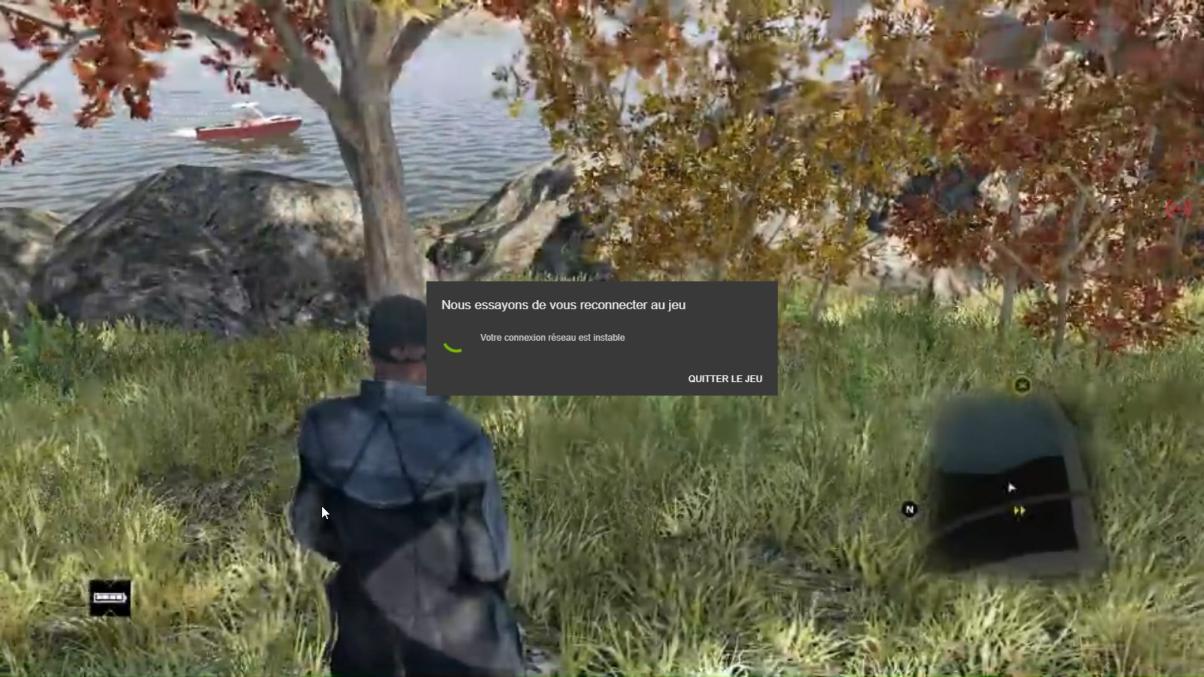 Nous essayons de vous reconnecter au jeu
Votre connexion réseau est instable
QUITTER LE JEU
N